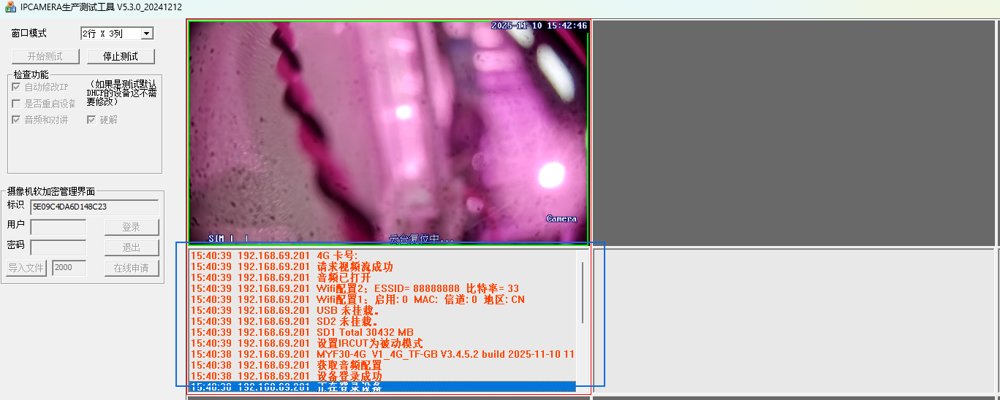 IPCAMERA生产测试工具 V5.3.0_20241212
窗口模式
2行 X 3列
开始测试
停止测试
检查功能
自动修改IP
(如果是测试默认
DHCP的设备这不需
要修改)
是否重启设备
音频和对讲
硬解
摄像机软加密管理界面
标识
5E09C4DA6D148C23
用户
登录
密码
退出
导入文件
2000
在线申请
2025-11-10 15:42:46
Camera
SIM | |
云台复位中...
15:40:39 192.168.69.201 4G 卡号:
15:40:39 192.168.69.201 请求视频流成功
15:40:39 192.168.69.201 音频已打开
15:40:39 192.168.69.201 Wifi配置2：ESSID= 88888888 比特率= 33
15:40:39 192.168.69.201 Wifi配置1：启用: 0 MAC: 信道: 0 地区: CN
15:40:39 192.168.69.201 USB 未挂载。
15:40:39 192.168.69.201 SD2 未挂载。
15:40:39 192.168.69.201 SD1 Total 30432 MB
15:40:39 192.168.69.201 设置IRCUT为被动模式
15:40:38 192.168.69.201 MYF30-4G_V1_4G_TF-GB V3.4.5.2 build 2025-11-10 11
15:40:38 192.168.69.201 获取音频配置
15:40:38 192.168.69.201 设备登录成功
15:40:38 192.168.69.201 正在登录设备